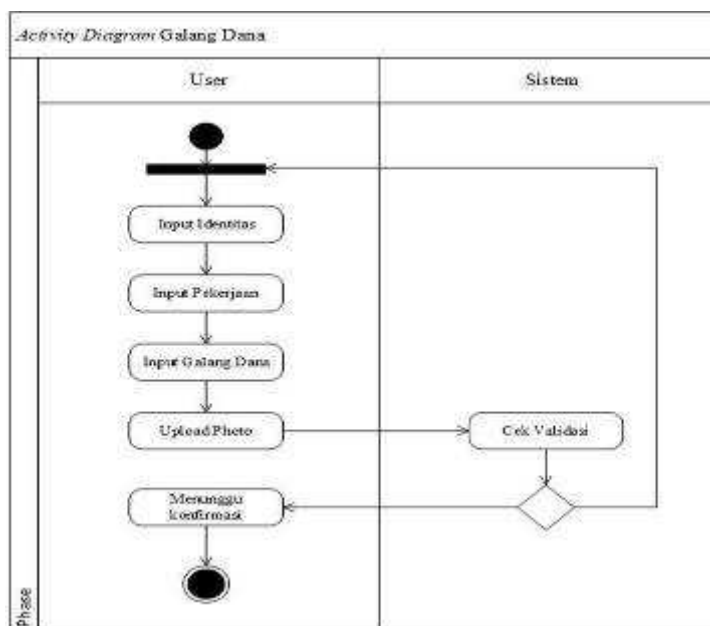 Activity Diagram Galang Dana
User
Sistem
Input Identitas
Input Pekerjaan
Input Galang Dana
Upload Photo
Cek Validasi
Menunggu
konfirmasi
Phase